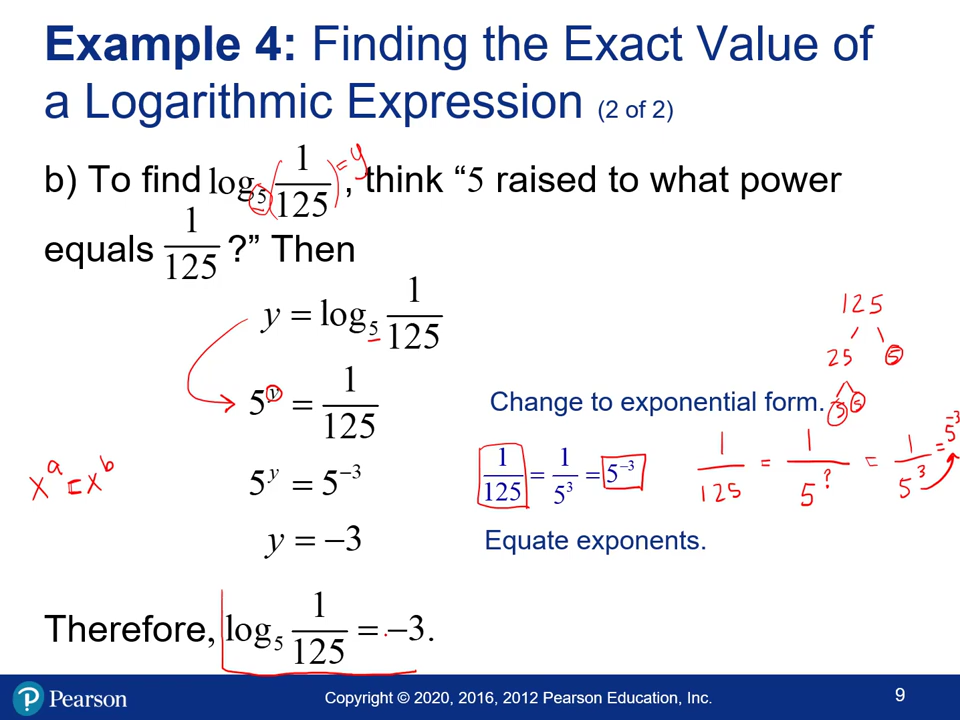 Example 4: Finding the Exact Value of
a Logarithmic Expression (2 of 2)
b) To find log₅(1/125) = y, think “5 raised to what power
equals 1/125?” Then
y = log₅ 1/125
125
25 5
5 5
5^y = 1/125 Change to exponential form.
x^a = x^b
5^y = 5^−3 1/125 = 1/5^3 = 5^−3
1/125 = 1/5^? = 1/5^3 = 5^-3
y = −3 Equate exponents.
Therefore, log₅ 1/125 = −3.
Pearson Copyright © 2020, 2016, 2012 Pearson Education, Inc. 9